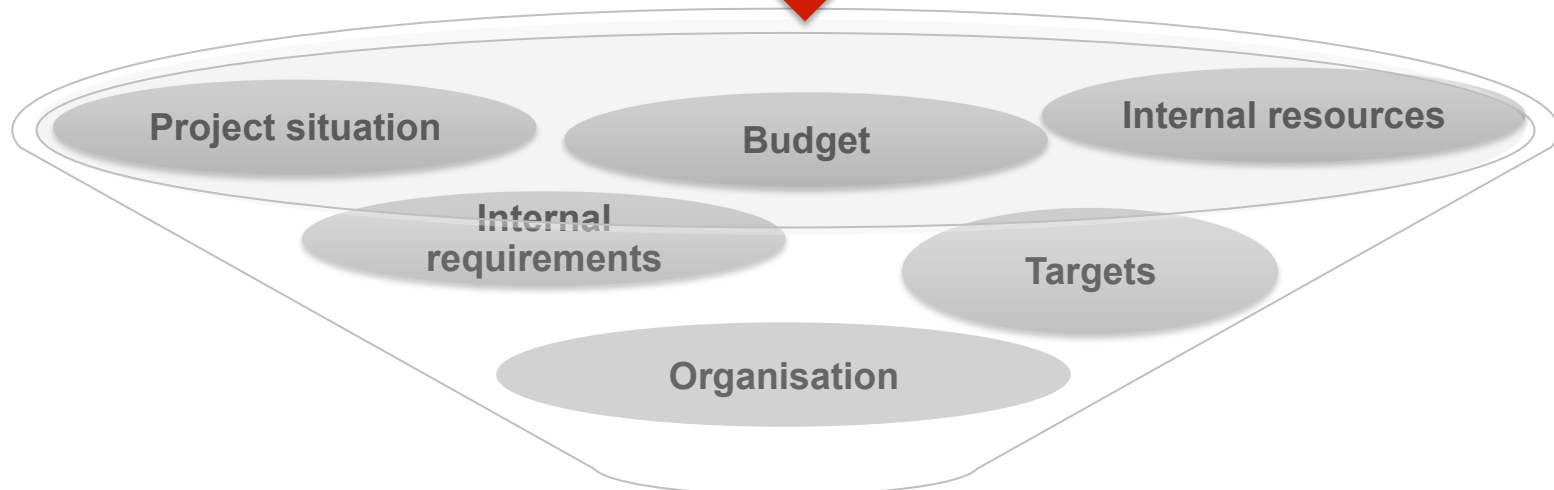 Project situation
Budget
Internal resources
Internal
requirements
Targets
Organisation